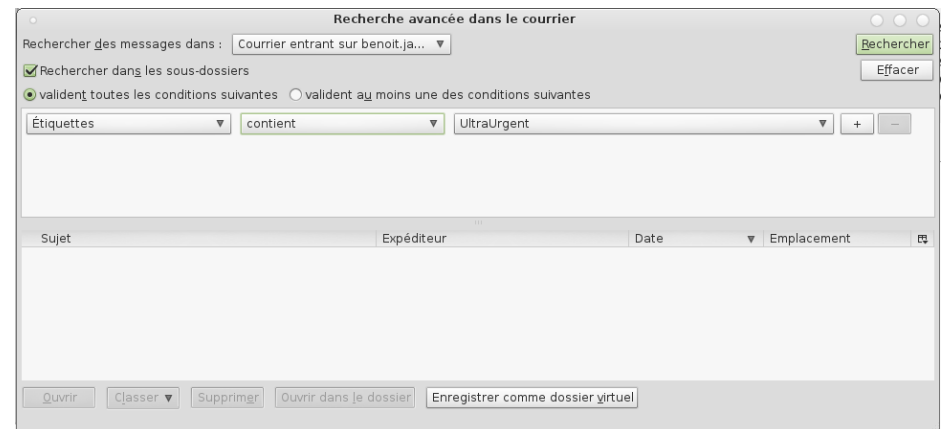 Recherche avancée dans le courrier
Rechercher des messages dans : Courrier entrant sur benoit.ja... Rechercher
Rechercher dans les sous-dossiers Effacer
valident toutes les conditions suivantes valident au moins une des conditions suivantes
Étiquettes contient UltraUrgent + −
Sujet Expéditeur Date Emplacement
Ouvrir Classer Supprimer Ouvrir dans le dossier Enregistrer comme dossier virtuel